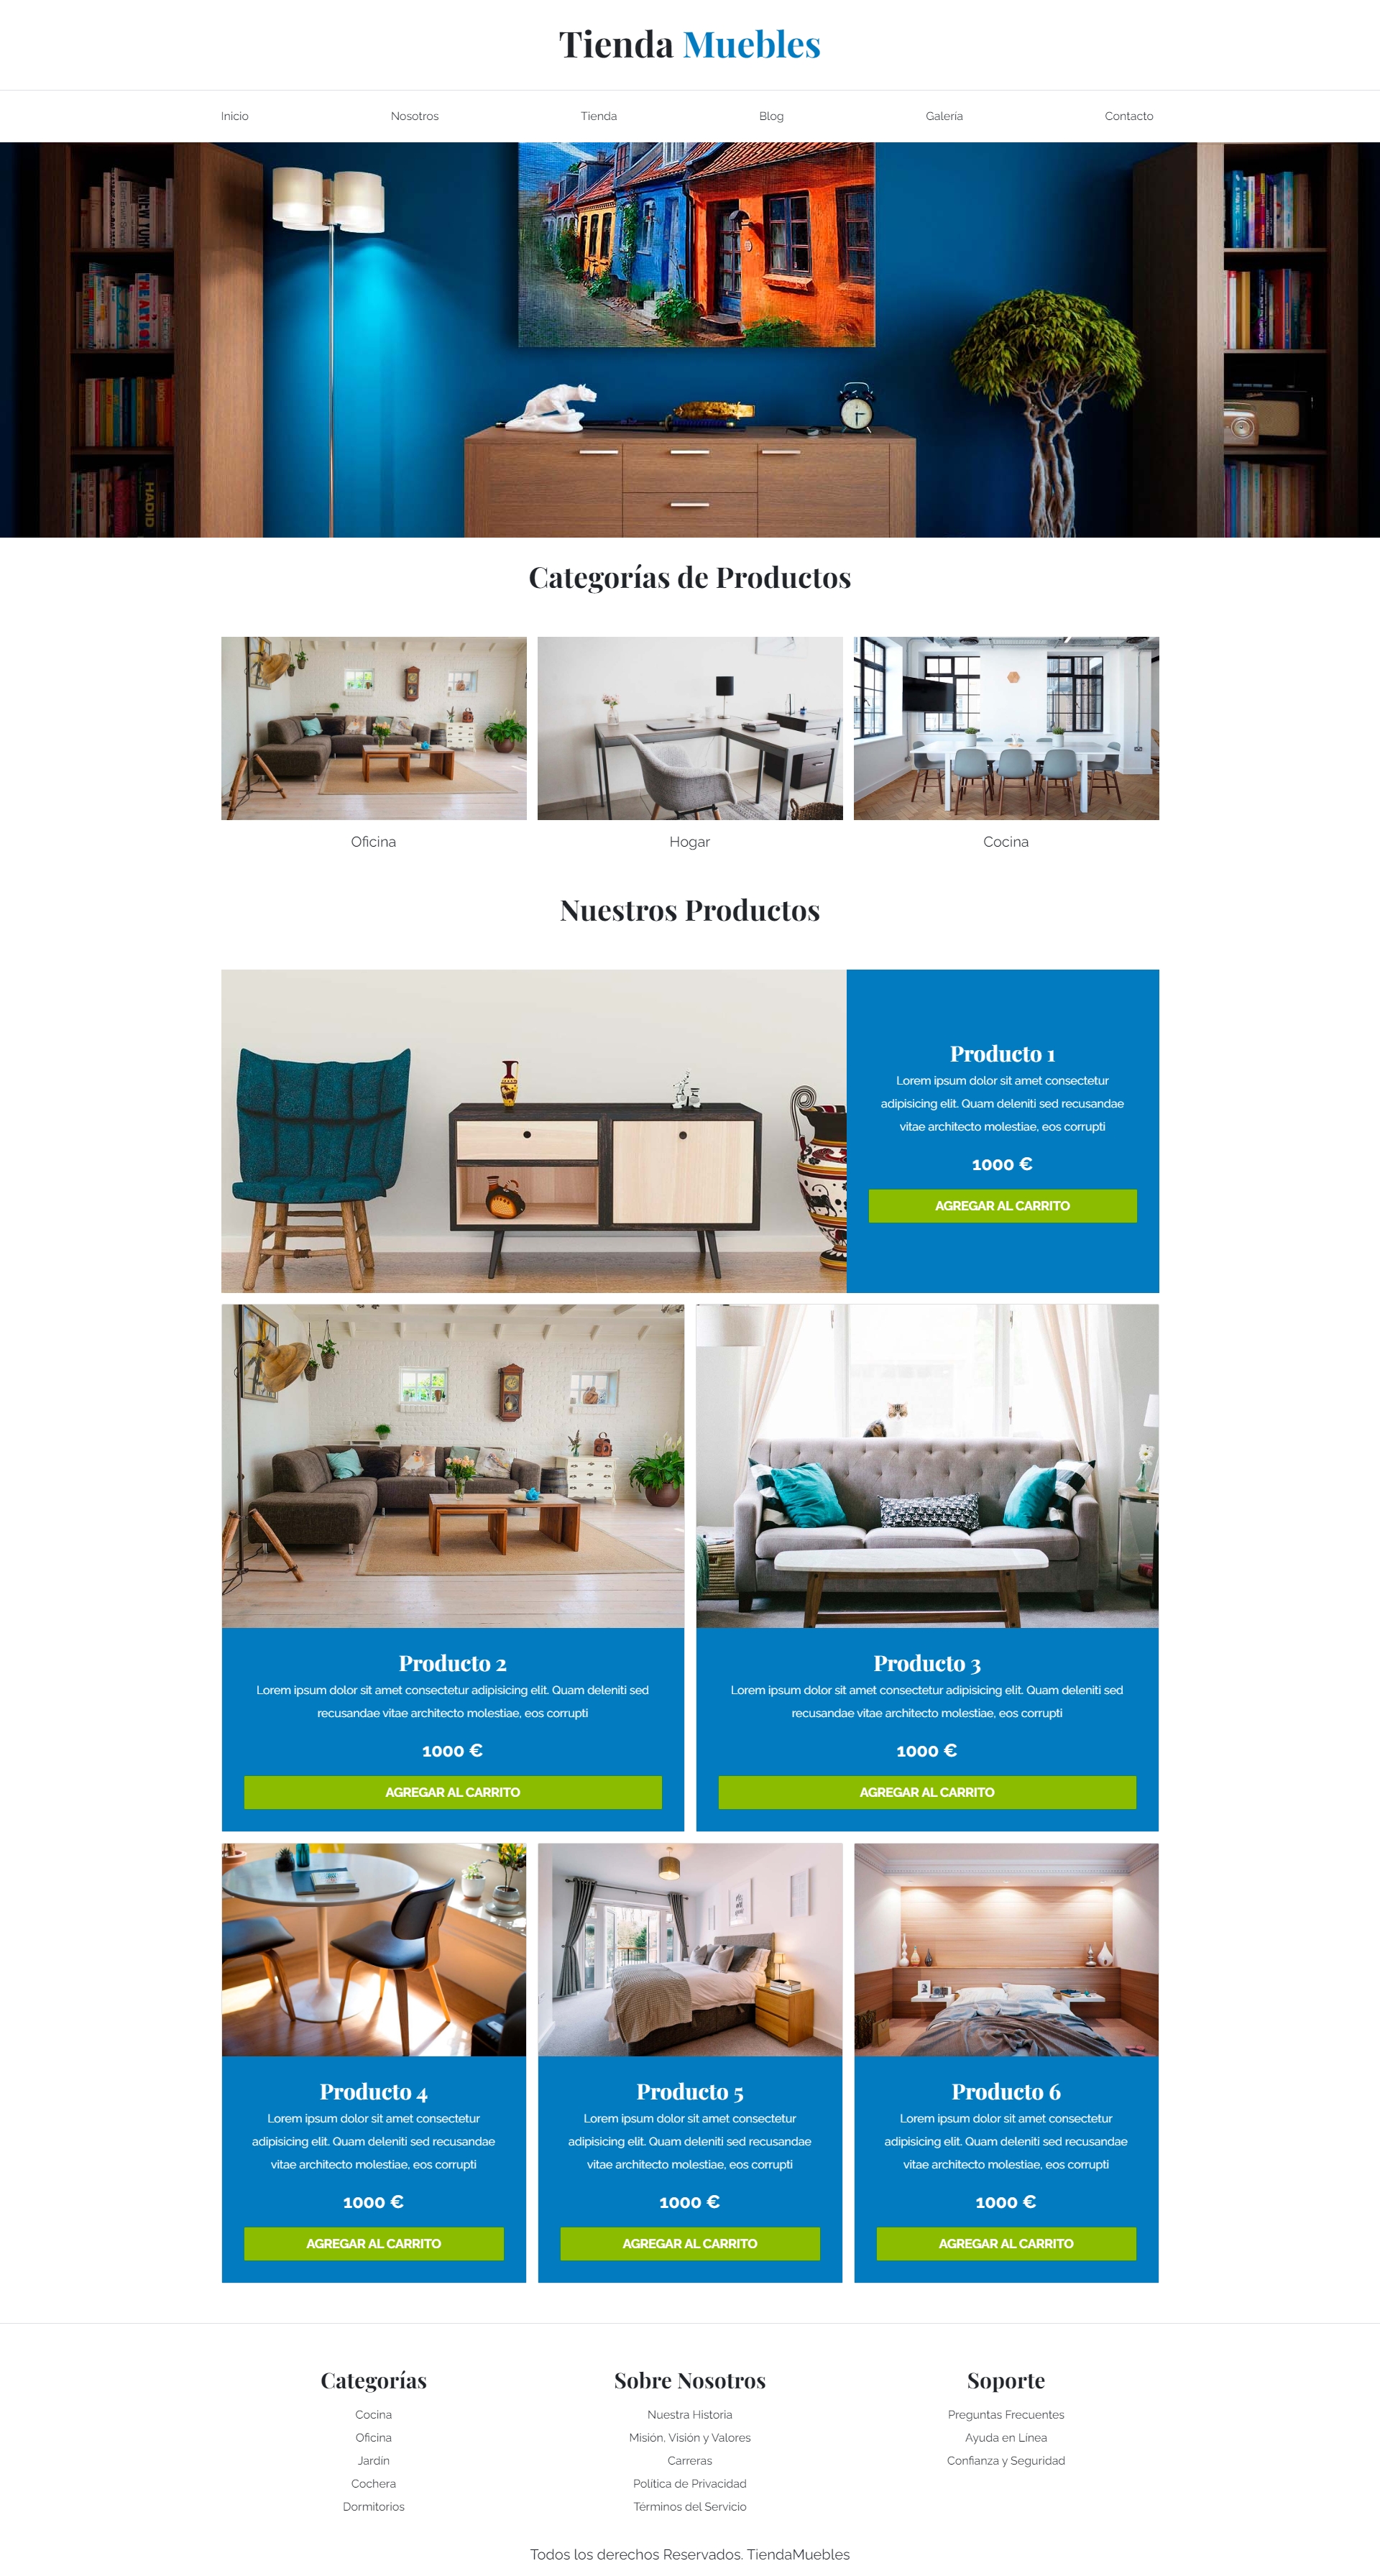 Tienda Muebles
Inicio
Nosotros
Tienda
Blog
Galería
Contacto
HADID
Categorías de Productos
Oficina
Hogar
Cocina
Nuestros Productos
Producto 1
Lorem ipsum dolor sit amet consectetur
adipisicing elit. Quam deleniti sed recusandae
vitae architecto molestiae, eos corrupti
1000 €
AGREGAR AL CARRITO
Producto 2
Lorem ipsum dolor sit amet consectetur adipisicing elit. Quam deleniti sed
recusandae vitae architecto molestiae, eos corrupti
1000 €
AGREGAR AL CARRITO
Producto 3
Lorem ipsum dolor sit amet consectetur adipisicing elit. Quam deleniti sed
recusandae vitae architecto molestiae, eos corrupti
1000 €
AGREGAR AL CARRITO
Producto 4
Lorem ipsum dolor sit amet consectetur
adipisicing elit. Quam deleniti sed recusandae
vitae architecto molestiae, eos corrupti
1000 €
AGREGAR AL CARRITO
Producto 5
Lorem ipsum dolor sit amet consectetur
adipisicing elit. Quam deleniti sed recusandae
vitae architecto molestiae, eos corrupti
1000 €
AGREGAR AL CARRITO
Producto 6
Lorem ipsum dolor sit amet consectetur
adipisicing elit. Quam deleniti sed recusandae
vitae architecto molestiae, eos corrupti
1000 €
AGREGAR AL CARRITO
Categorías
Cocina
Oficina
Jardín
Cochera
Dormitorios
Sobre Nosotros
Nuestra Historia
Misión, Visión y Valores
Carreras
Política de Privacidad
Términos del Servicio
Soporte
Preguntas Frecuentes
Ayuda en Línea
Confianza y Seguridad
Todos los derechos Reservados. TiendaMuebles